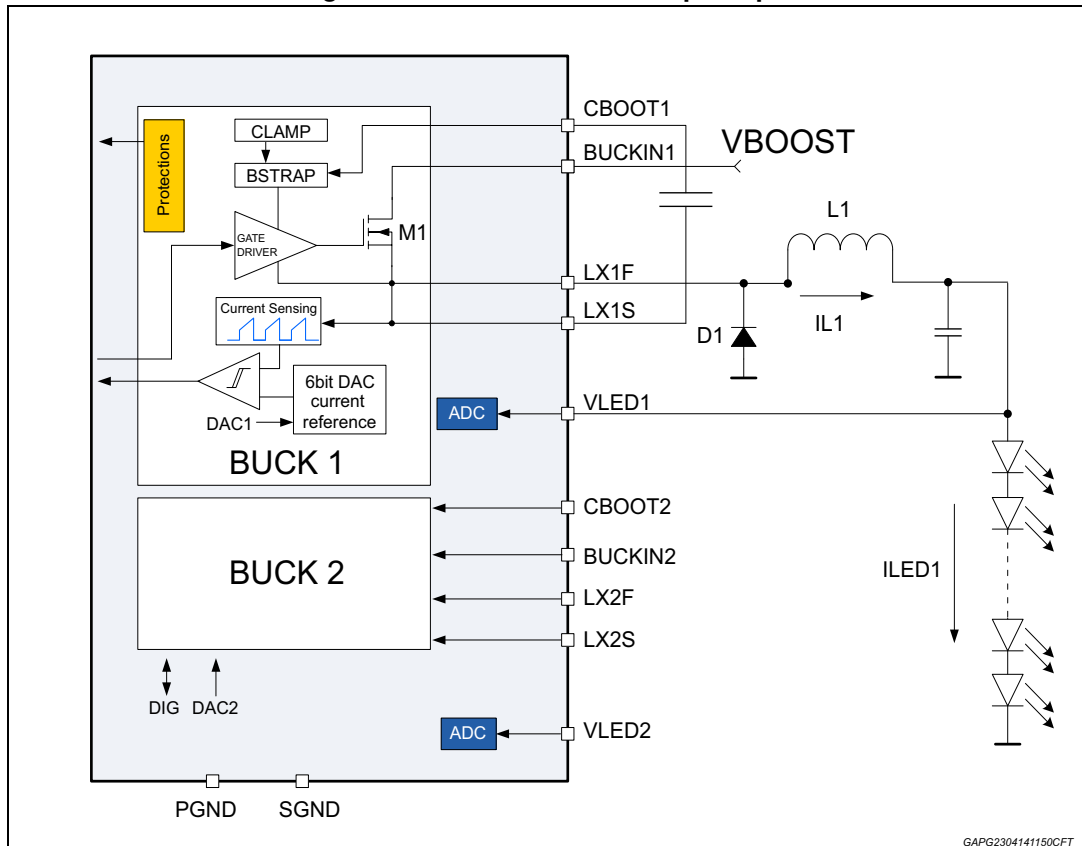 CBOOT1
CLAMP
VBOOST
BUCKIN1
Protections
BSTRAP
L1
GATE
DRIVER
M1
LX1F
Current Sensing
LX1S
IL1
D1
6bit DAC
current
reference
DAC1
ADC
VLED1
BUCK 1
CBOOT2
BUCKIN2
BUCK 2
ILED1
LX2F
LX2S
DIG DAC2
ADC
VLED2
PGND SGND
GAPG2304141150CFT